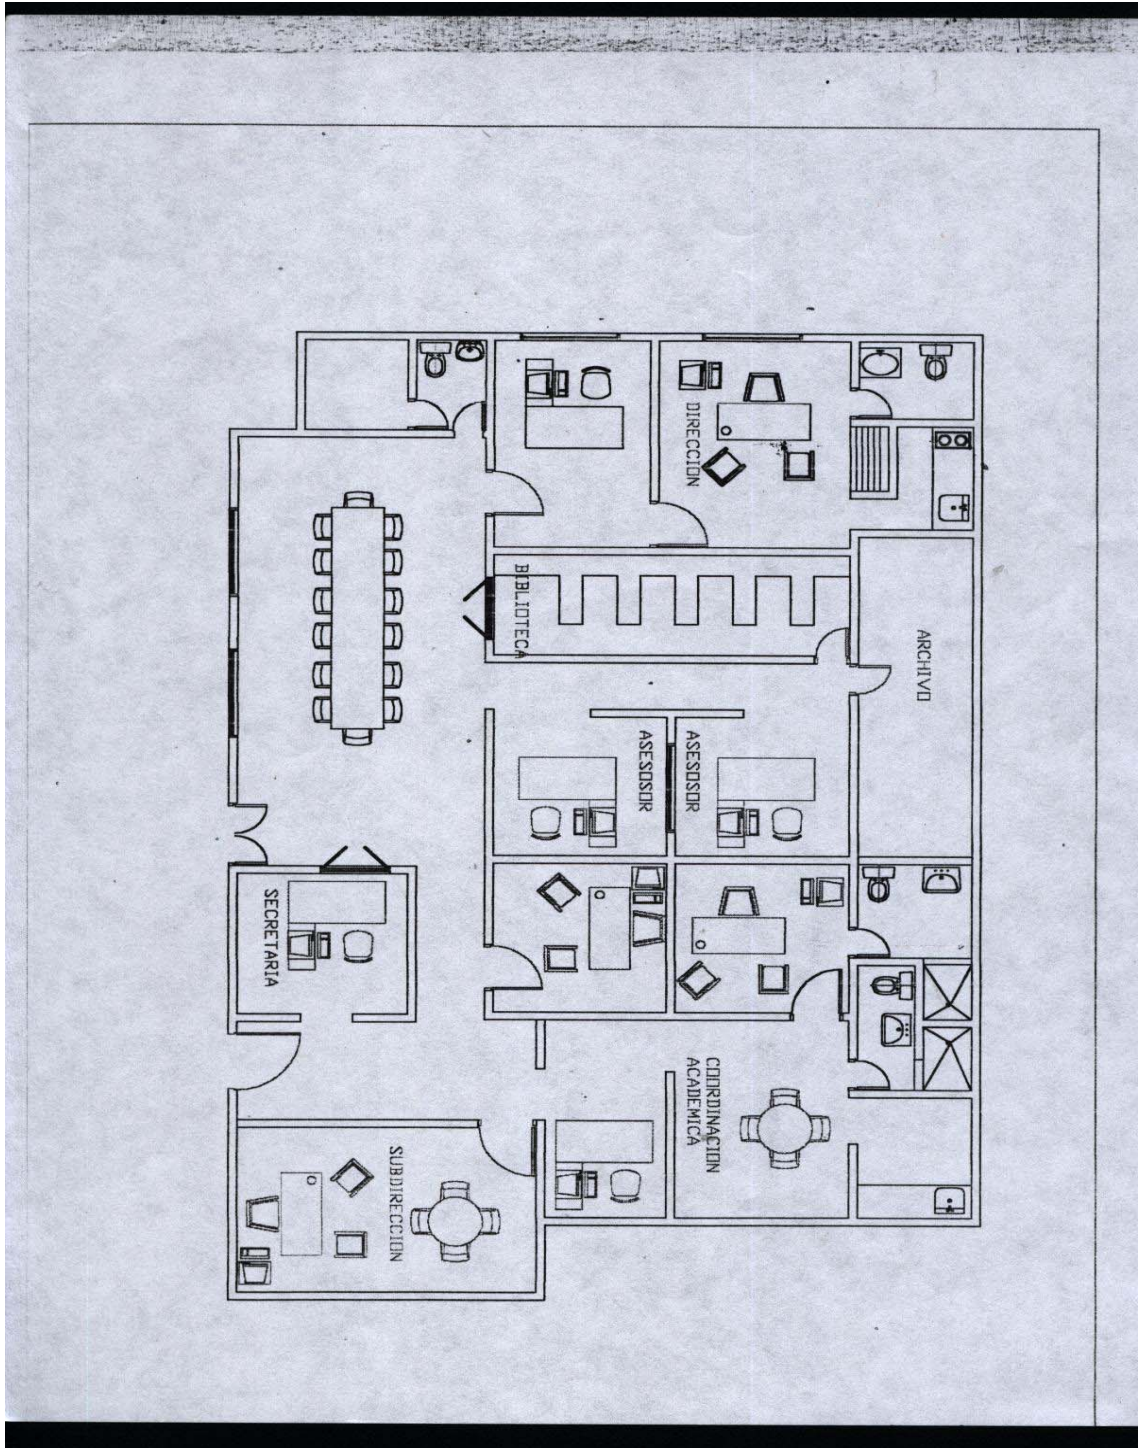 DIRECCION
BIBLIOTECA
ARCHIVO
ASESOSOR
ASESOSOR
SECRETARIA
COORDINACION
ACADEMICA
SUBDIRECCION